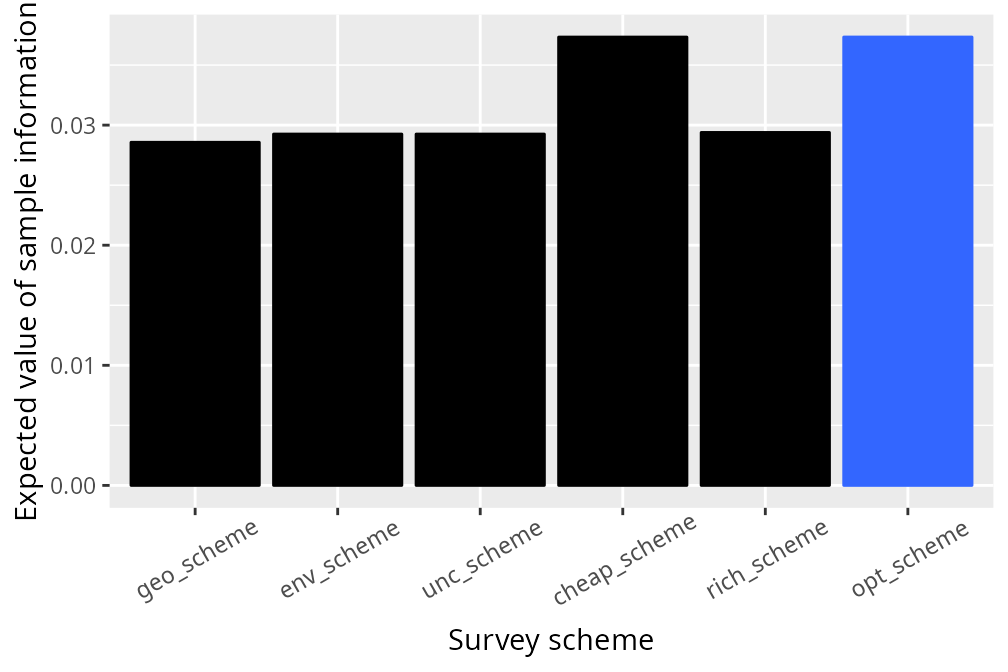 Expected value of sample information
0.03
0.02
0.01
0.00
geo_scheme
env_scheme
unc_scheme
cheap_scheme
rich_scheme
opt_scheme
Survey scheme